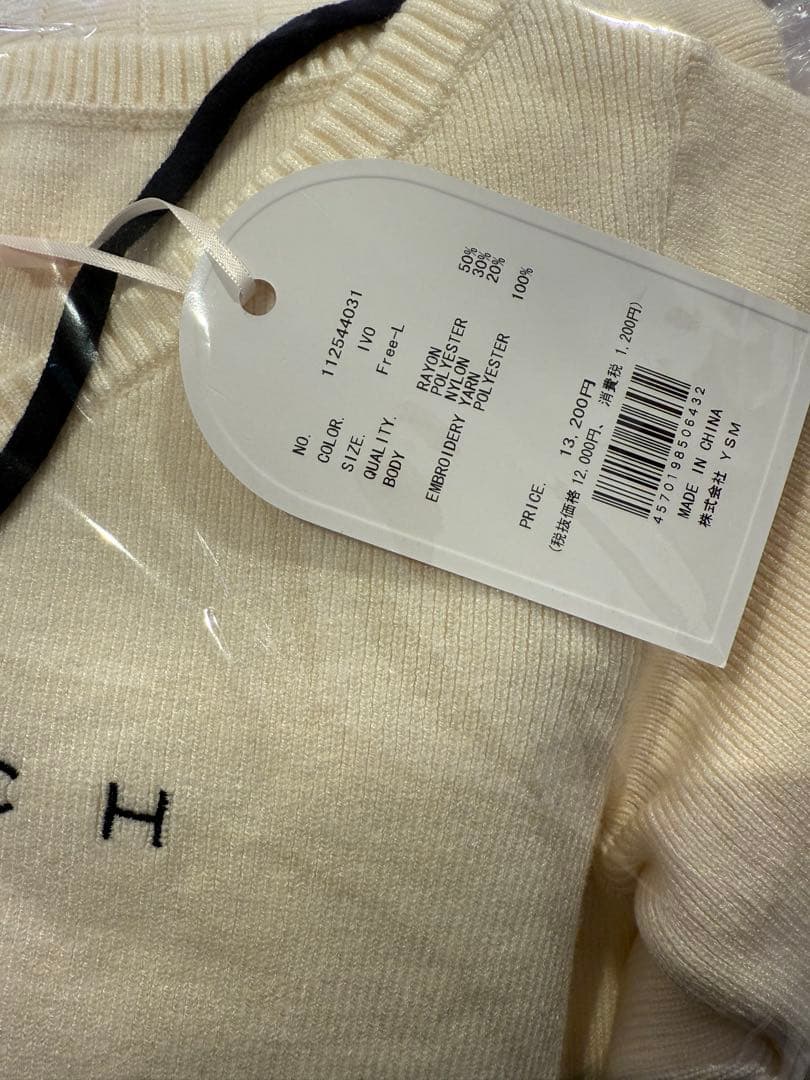 NO. 112544031
COLOR. IVO
SIZE. Free-L
QUALITY.
BODY RAYON 50%
POLYESTER 30%
NYLON 20%
EMBROIDERY YARN
POLYESTER 100%
PRICE. 13,200円
(税抜価格 12,000円、消費税 1,200円)
4570198506432
MADE IN CHINA
株式会社 YSM
H